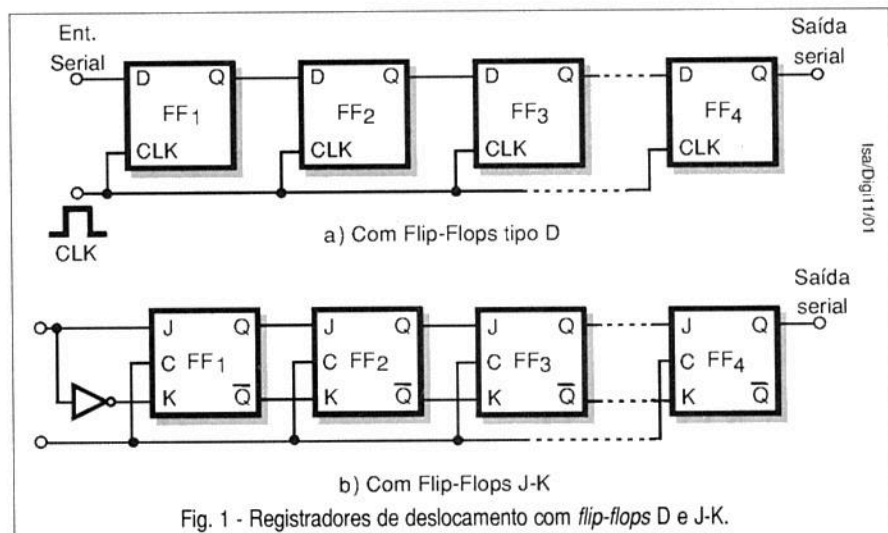 Ent.
Serial
Saída
serial
D Q D Q D Q D Q
FF1 FF2 FF3 FF4
CLK CLK CLK CLK
CLK
a) Com Flip-Flops tipo D
Isa/Digi11/01
Saída
serial
J Q J Q J Q J Q
C FF1 C FF2 C FF3 C FF4
K Q̅ K Q̅ K Q̅ K Q̅
b) Com Flip-Flops J-K
Fig. 1 - Registradores de deslocamento com flip-flops D e J-K.